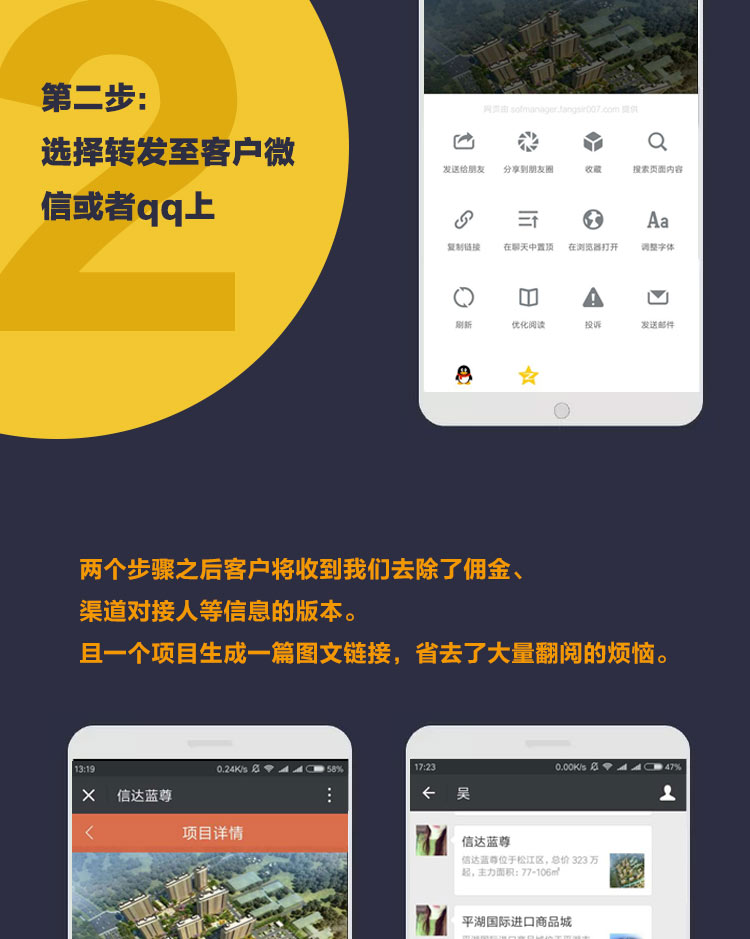 2
第二步:
选择转发至客户微
信或者qq上
网页由 sofmanager.fangsir007.com 提供
发送给朋友 分享到朋友圈 收藏 搜索页面内容
Aa
复制链接 在聊天中置顶 在浏览器打开 调整字体
刷新 优化阅读 投诉 发送邮件
两个步骤之后客户将收到我们去除了佣金、
渠道对接人等信息的版本。
且一个项目生成一篇图文链接，省去了大量翻阅的烦恼。
13:19 0.24K/s 58%
信达蓝尊
项目详情
17:23 0.00K/s 47%
吴
信达蓝尊
信达蓝尊位于松江区，总价 323 万
起，主力面积：77-106㎡
平湖国际进口商品城